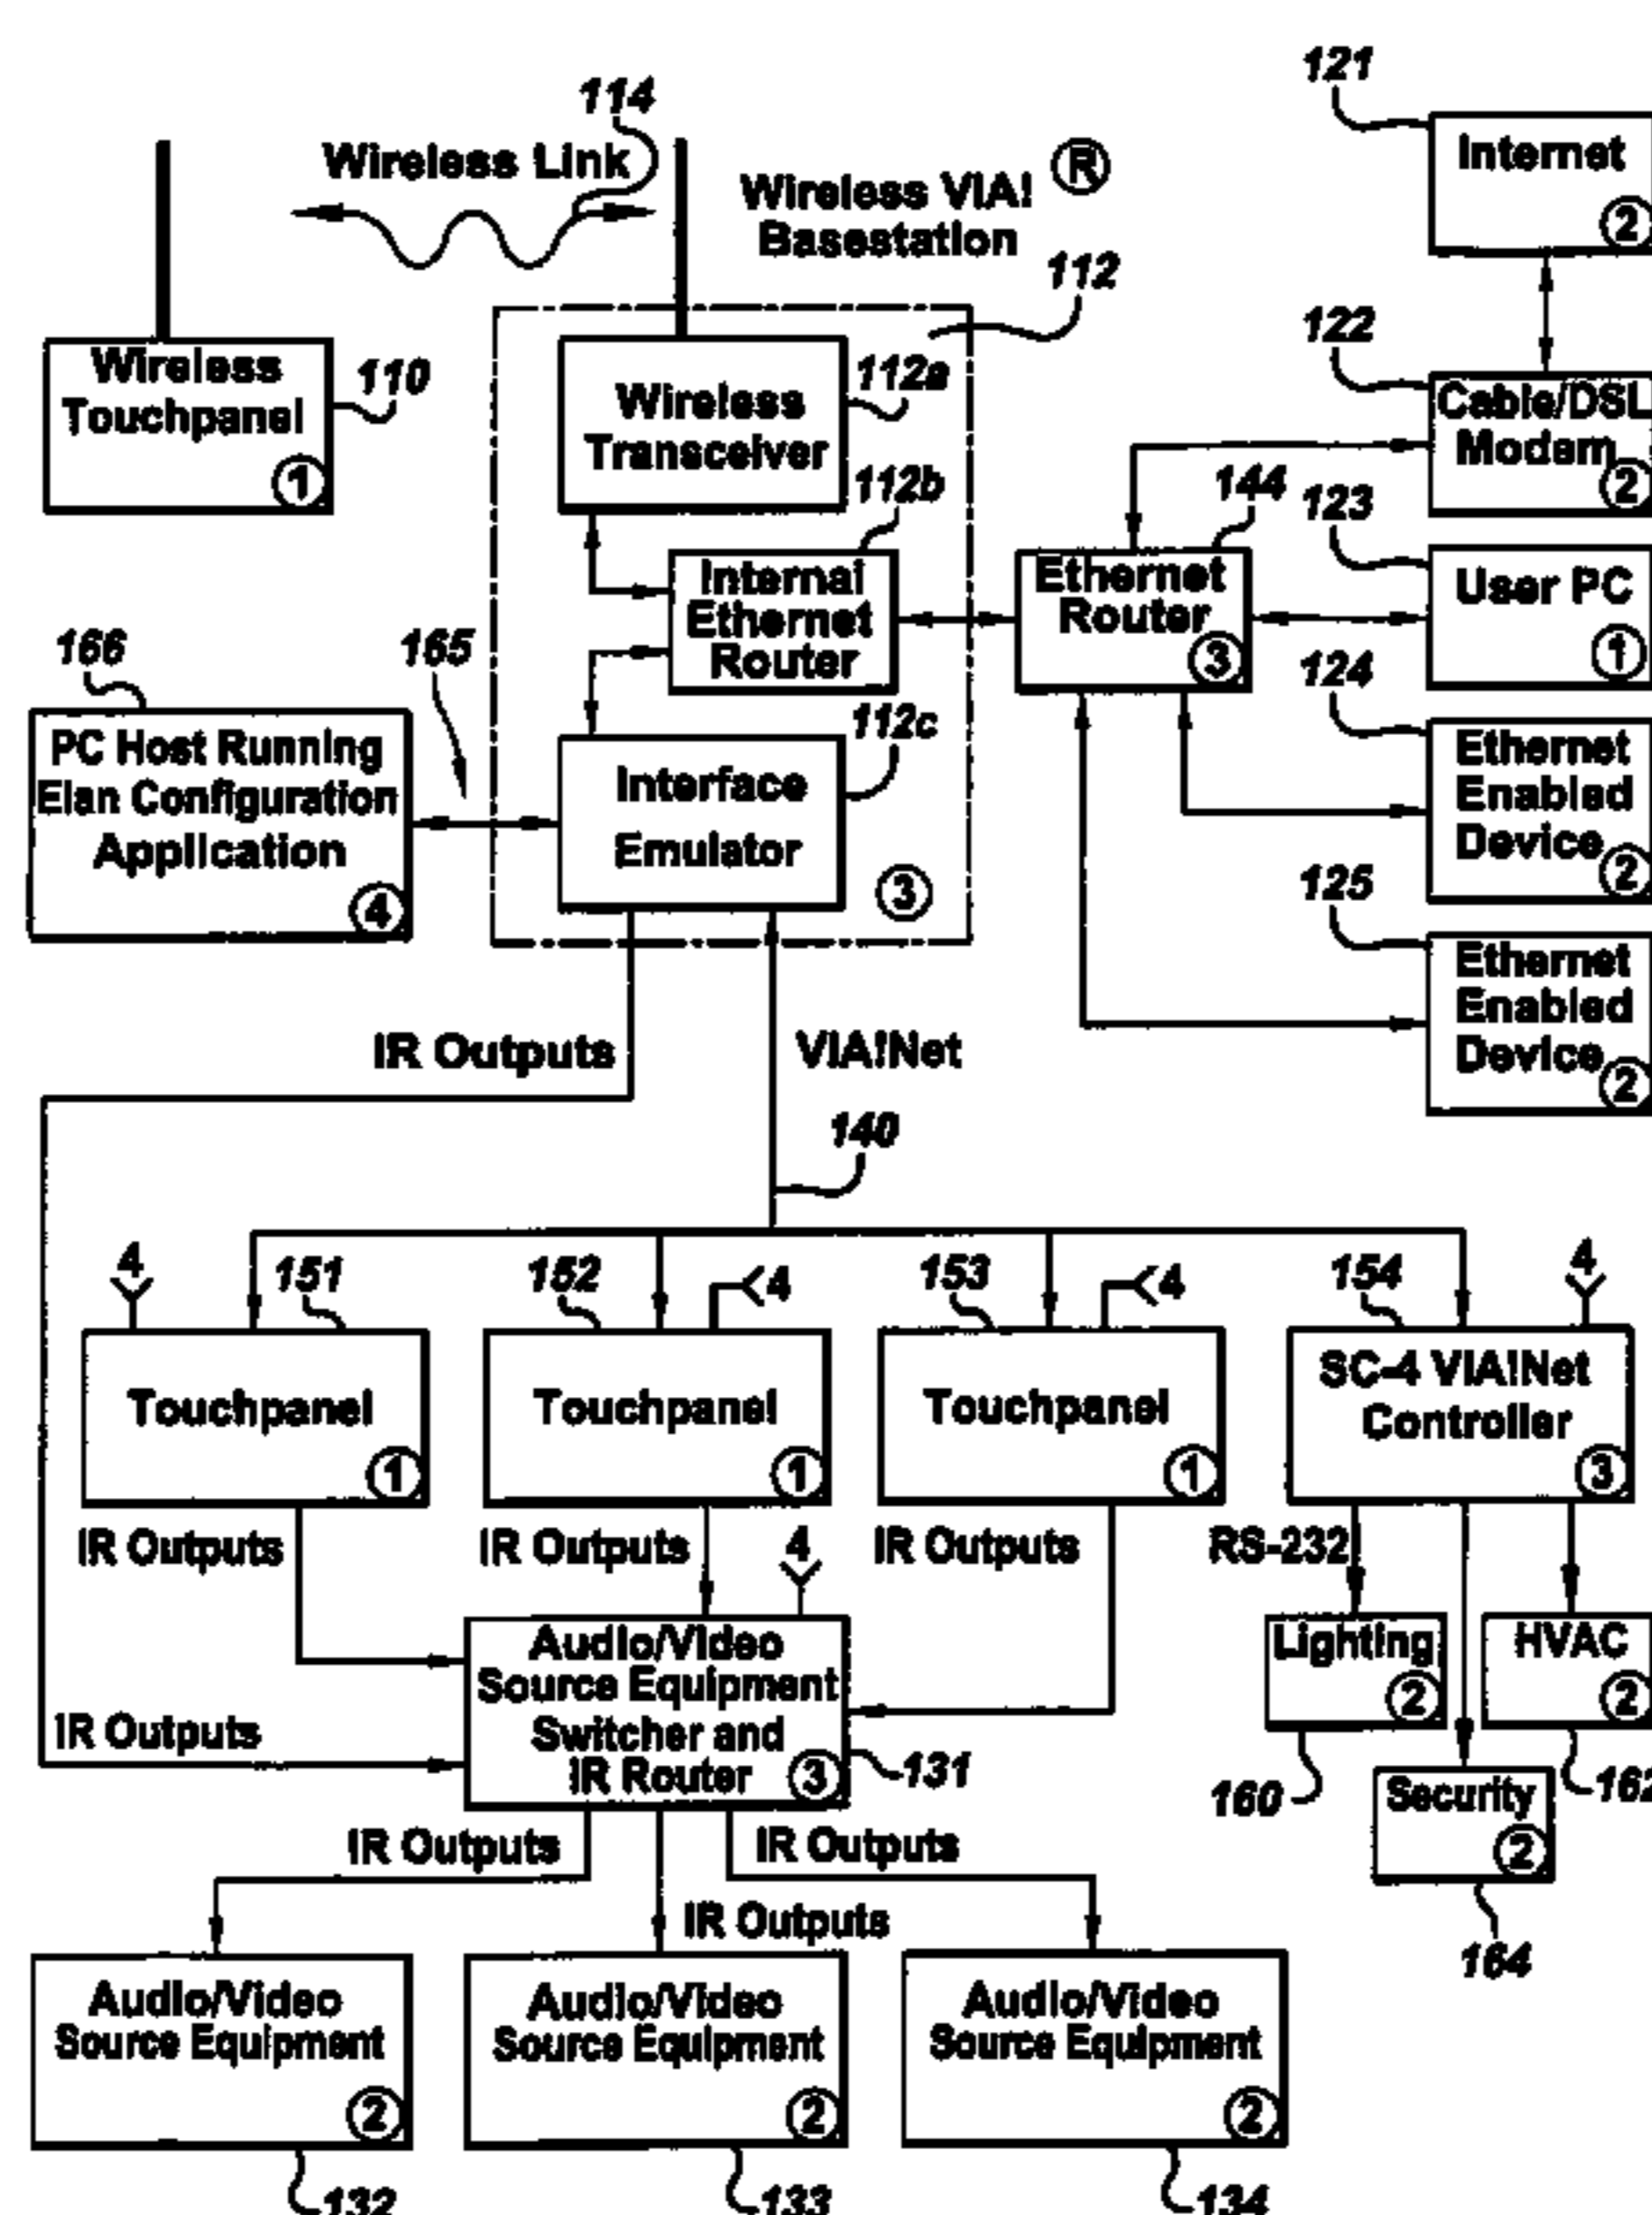 121
114
Wireless Link
Wireless VIA! ®
Basestation
112
Internet
2
122
Wireless
Touchpanel
1
110
Wireless
Transceiver
112a
112b
Cable/DSL
Modem
2
144
123
Internal
Ethernet
Router
Ethernet
Router
3
User PC
1
166
165
124
112c
PC Host Running
Elan Configuration
Application
4
Interface
Emulator
3
Ethernet
Enabled
Device
2
125
Ethernet
Enabled
Device
2
IR Outputs
VIA!Net
140
4
151
152
4
153
4
154
4
Touchpanel
1
Touchpanel
1
Touchpanel
1
SC-4 VIA!Net
Controller
3
IR Outputs
IR Outputs
4
IR Outputs
RS-232
Audio/Video
Source Equipment
Switcher and
IR Router
3
131
Lighting
2
HVAC
2
IR Outputs
160
Security
2
162
IR Outputs
IR Outputs
IR Outputs
164
Audio/Video
Source Equipment
2
Audio/Video
Source Equipment
2
Audio/Video
Source Equipment
2
132
133
134